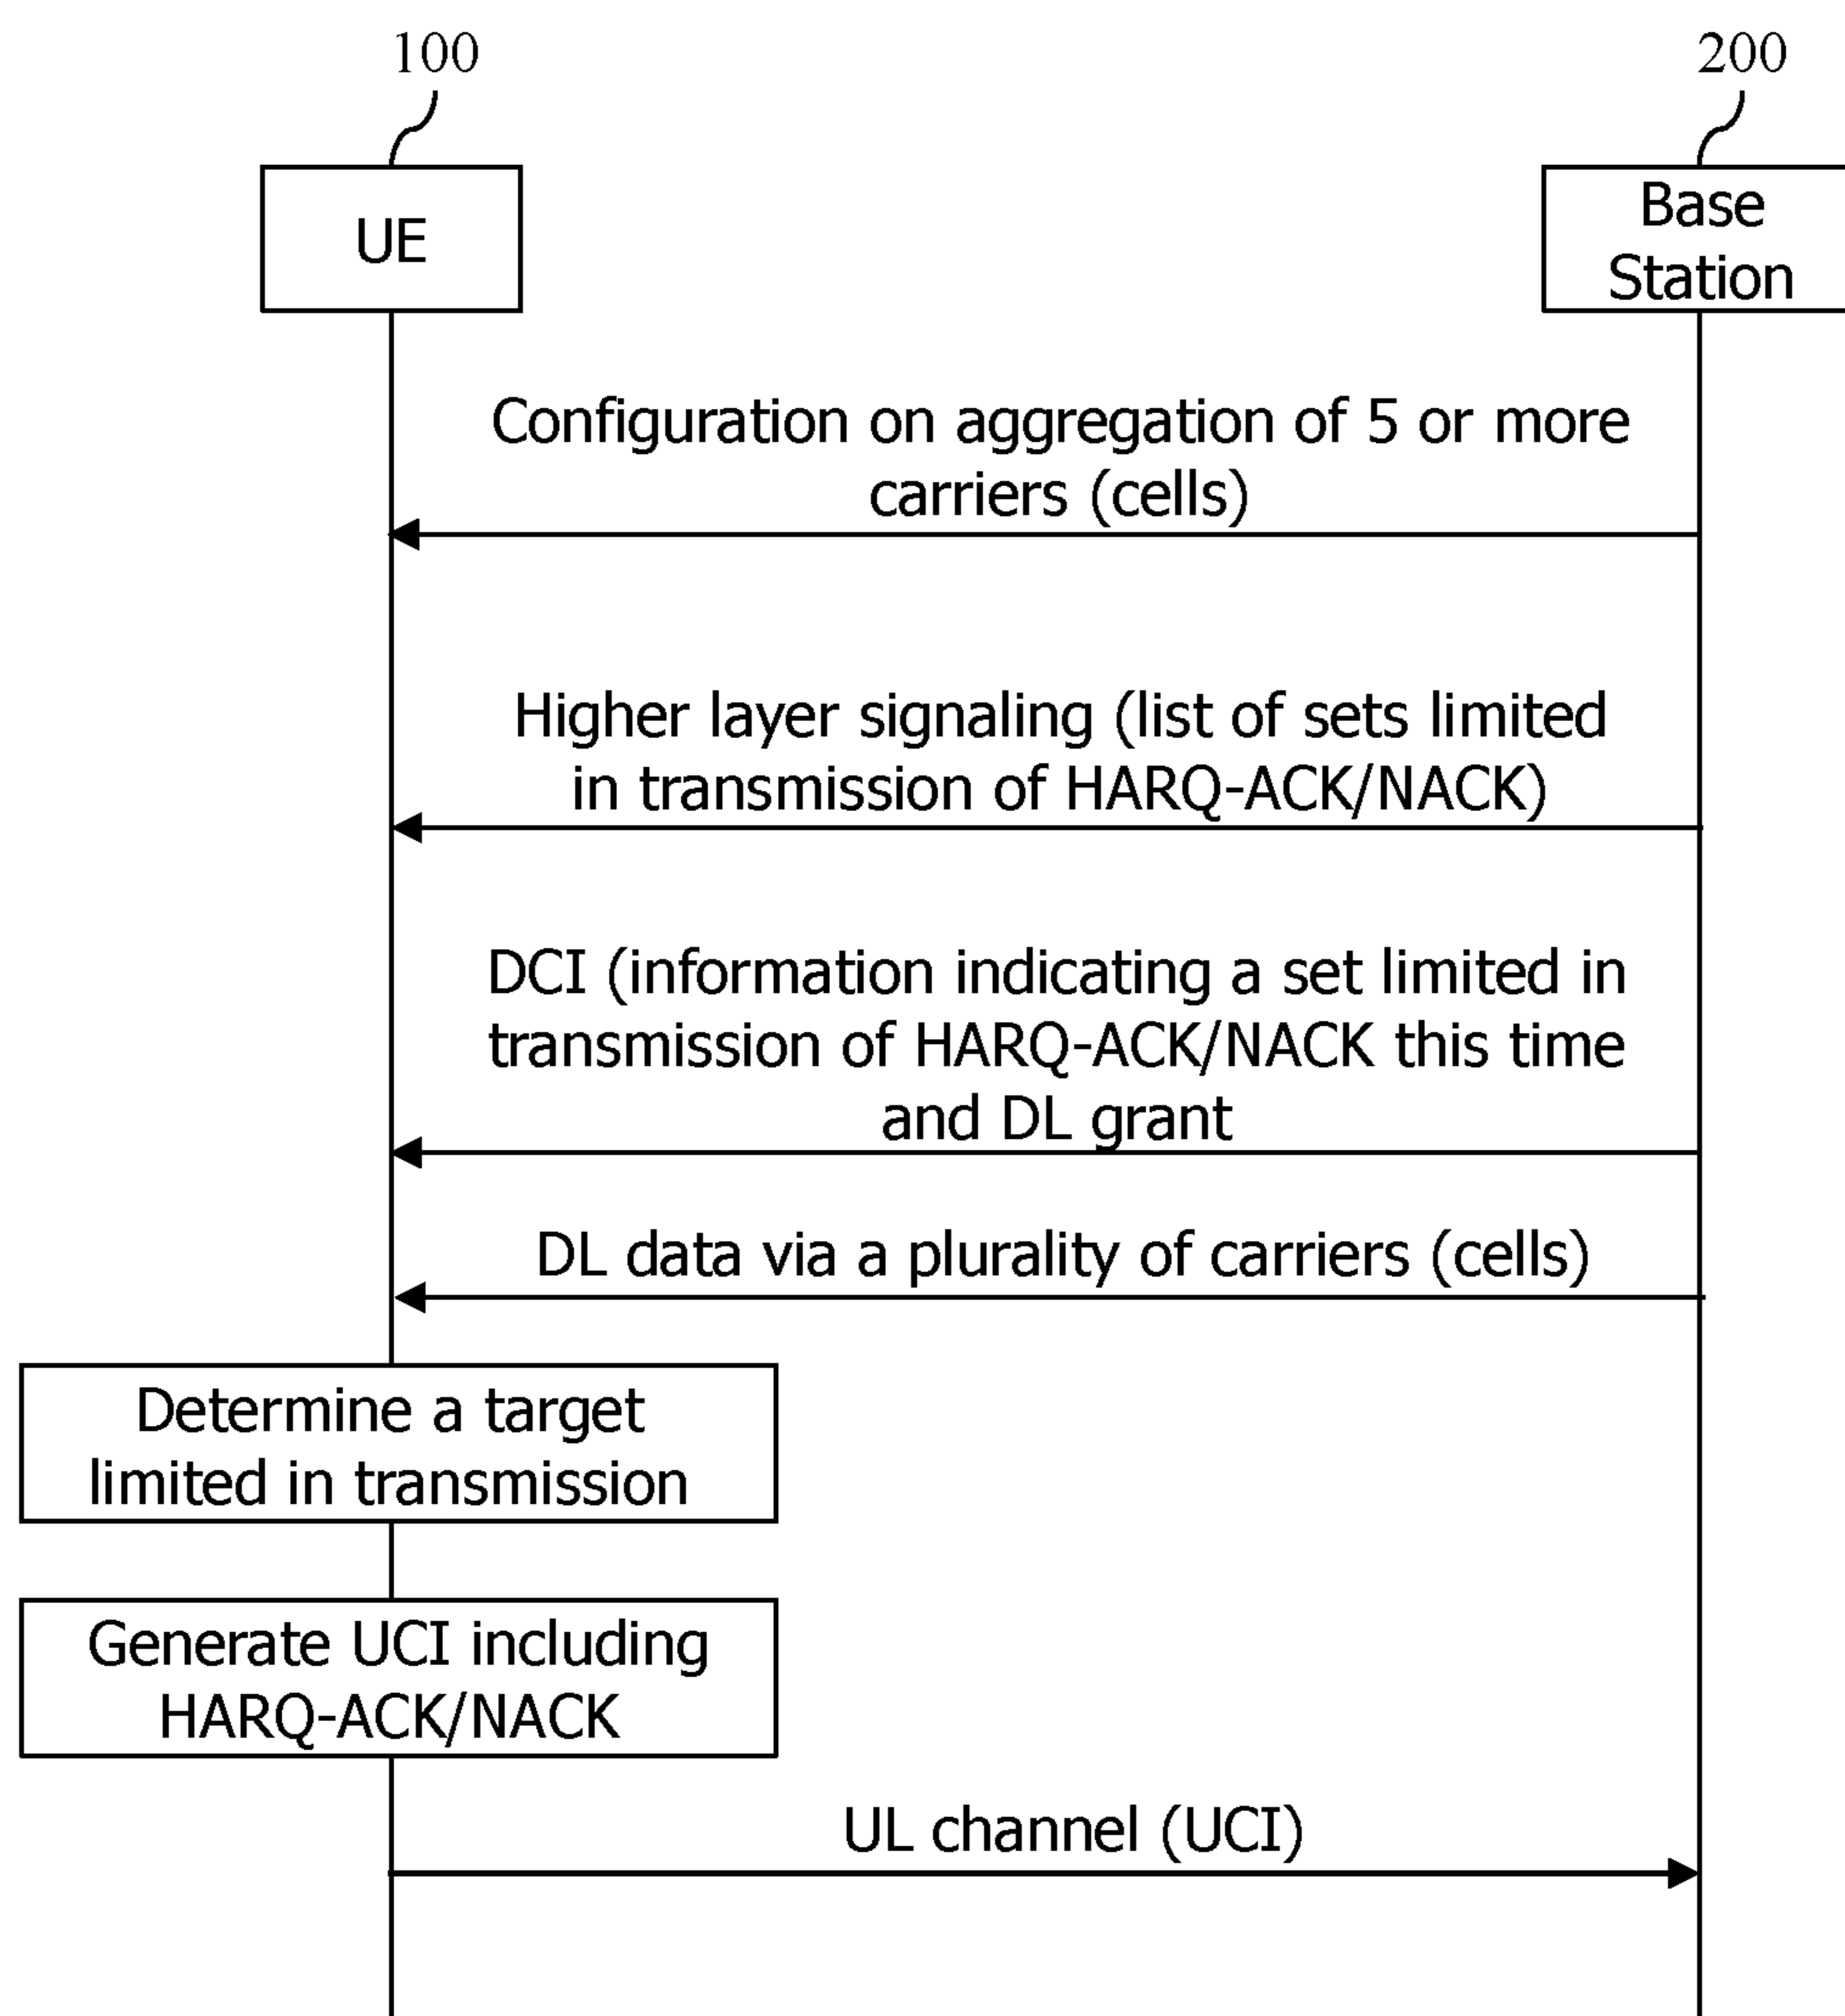 100
200
UE
Base
Station
Configuration on aggregation of 5 or more
carriers (cells)
Higher layer signaling (list of sets limited
in transmission of HARQ-ACK/NACK)
DCI (information indicating a set limited in
transmission of HARQ-ACK/NACK this time
and DL grant
DL data via a plurality of carriers (cells)
Determine a target
limited in transmission
Generate UCI including
HARQ-ACK/NACK
UL channel (UCI)